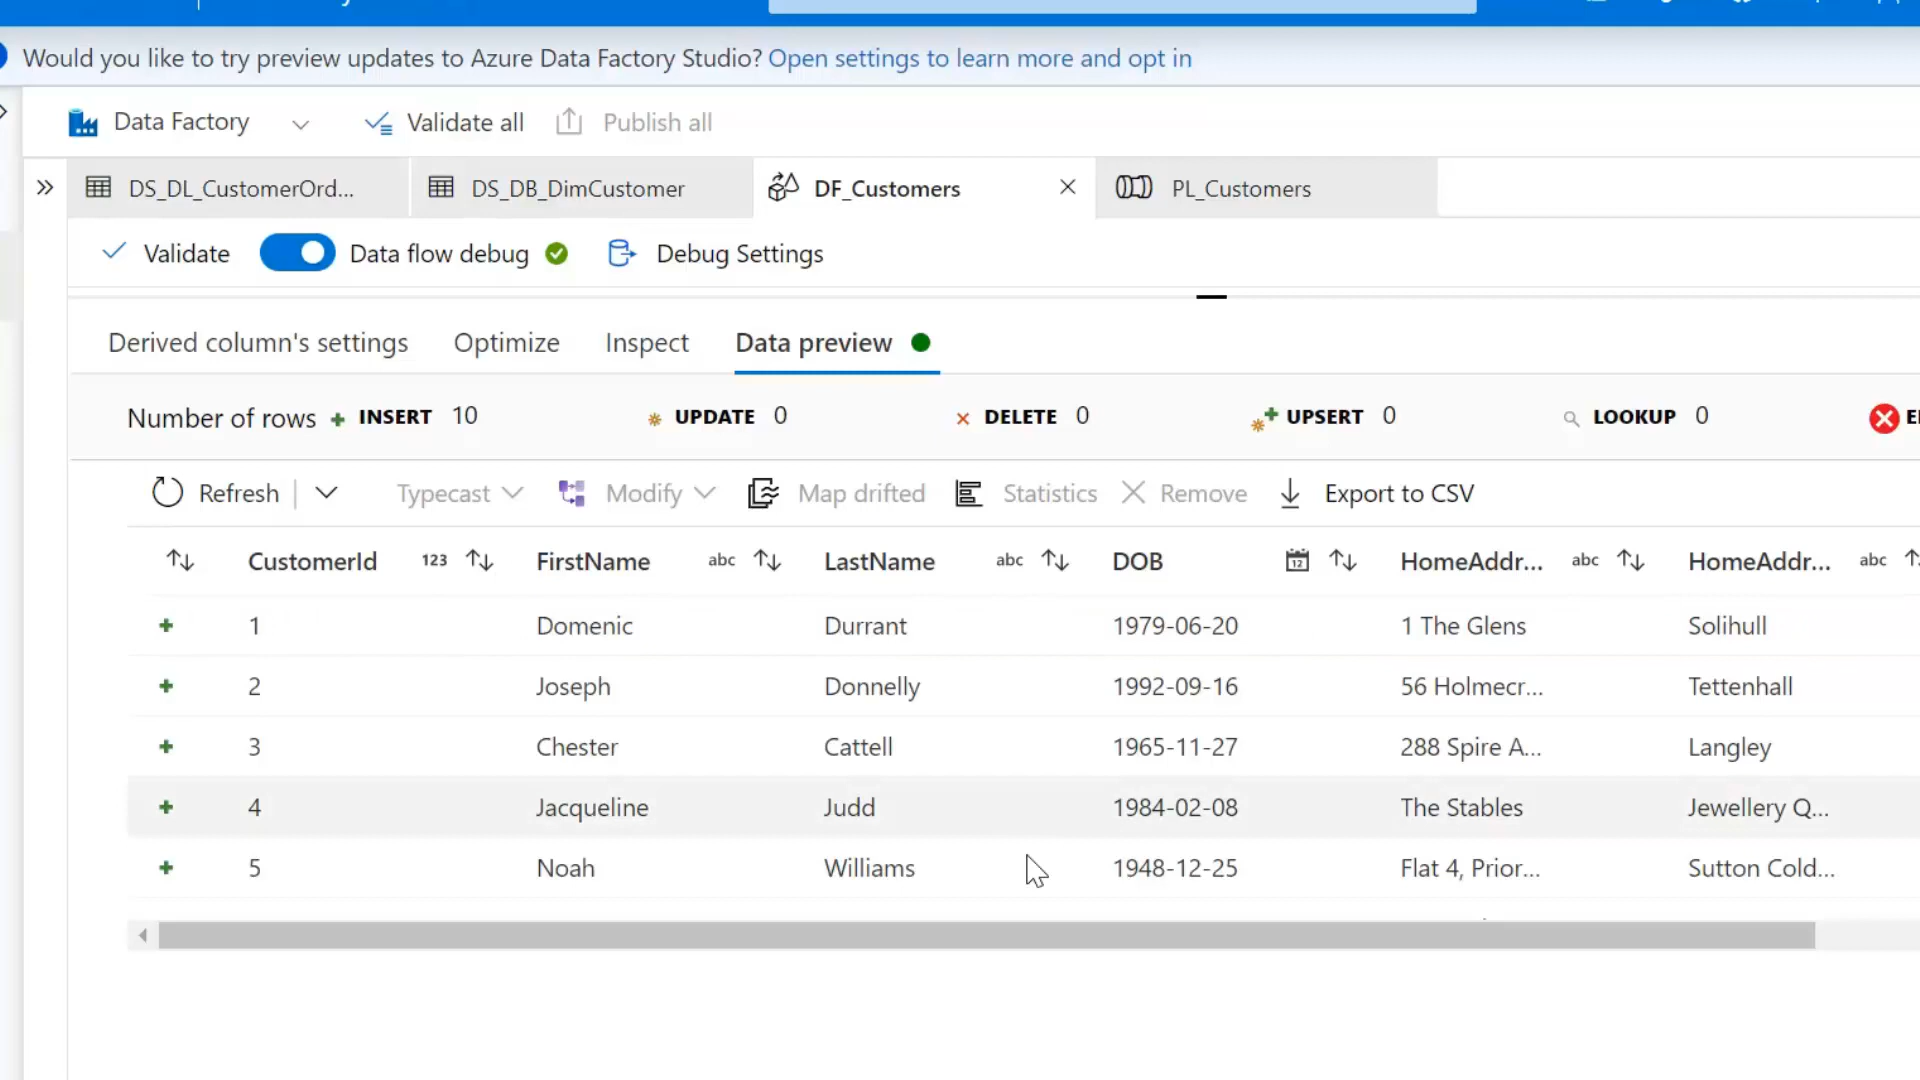 Would you like to try preview updates to Azure Data Factory Studio? Open settings to learn more and opt in
Data Factory Validate all Publish all
DS_DL_CustomerOrd... DS_DB_DimCustomer DF_Customers PL_Customers
Validate Data flow debug Debug Settings
Derived column's settings Optimize Inspect Data preview
Number of rows INSERT 10 UPDATE 0 DELETE 0 UPSERT 0 LOOKUP 0
Refresh Typecast Modify Map drifted Statistics Remove Export to CSV
CustomerId 123 FirstName abc LastName abc DOB 12 HomeAddr... abc HomeAddr... abc
1 Domenic Durrant 1979-06-20 1 The Glens Solihull
2 Joseph Donnelly 1992-09-16 56 Holmecr... Tettenhall
3 Chester Cattell 1965-11-27 288 Spire A... Langley
4 Jacqueline Judd 1984-02-08 The Stables Jewellery Q...
5 Noah Williams 1948-12-25 Flat 4, Prior... Sutton Cold...